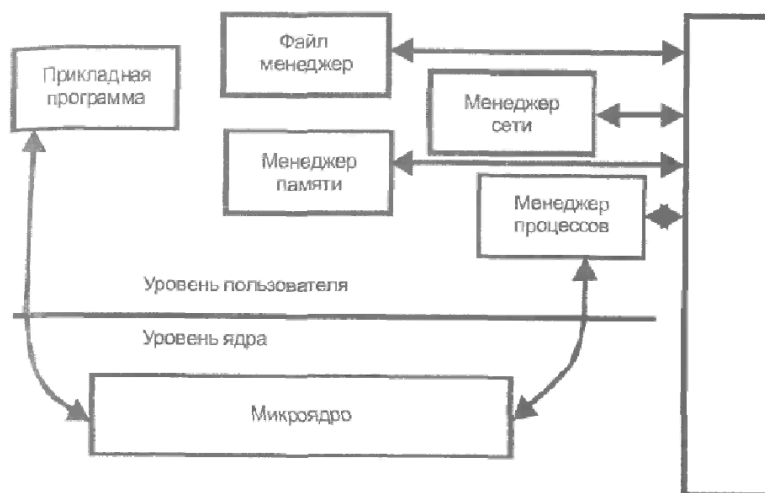 Файл
менеджер
Прикладная
программа
Менеджер
сети
Менеджер
памяти
Менеджер
процессов
Уровень пользователя
Уровень ядра
Микроядро